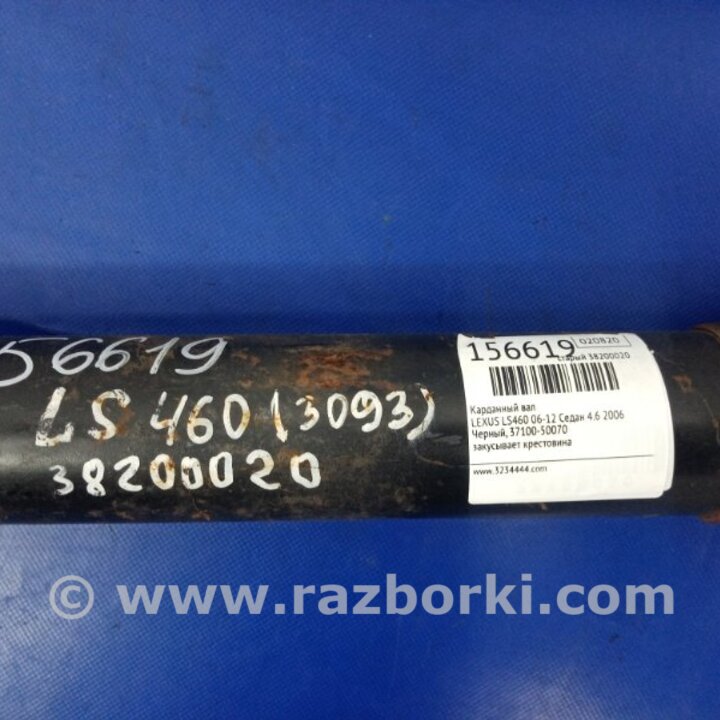 56619
LS 460 (3093)
38200020
156619
020820
старый 38200020
Карданный вал
LEXUS LS460 06-12 Седан 4.6 2006
Черный, 37100-50070
закусывает крестовина
www.3234444.com
© www.razborki.com